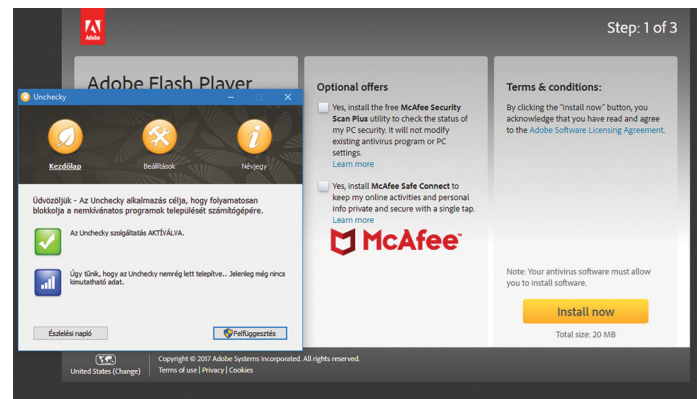 Adobe
Step: 1 of 3
Adobe Flash Player
Unchecky
Kezdőlap
Beállítások
Névjegy
Üdvözöljük - Az Unchecky alkalmazás célja, hogy folyamatosan
blokkolja a nemkívánatos programok települését számítógépére.
Az Unchecky szolgáltatás AKTÍVÁLVA.
Úgy tűnik, hogy az Unchecky nemrég lett telepítve... Jelenleg még nincs
kimutatható adat.
Észlelési napló
Felfüggesztés
Optional offers
Yes, install the free McAfee Security
Scan Plus utility to check the status of
my PC security. It will not modify
existing antivirus program or PC
settings.
Learn more
Yes, install McAfee Safe Connect to
keep my online activities and personal
info private and secure with a single tap.
Learn more
McAfee™
Terms & conditions:
By clicking the "Install now" button, you
acknowledge that you have read and agree
to the Adobe Software Licensing Agreement.
Note: Your antivirus software must allow
you to install software.
Install now
Total size: 20 MB
United States (Change)
Copyright © 2017 Adobe Systems Incorporated. All rights reserved.
Terms of use | Privacy | Cookies